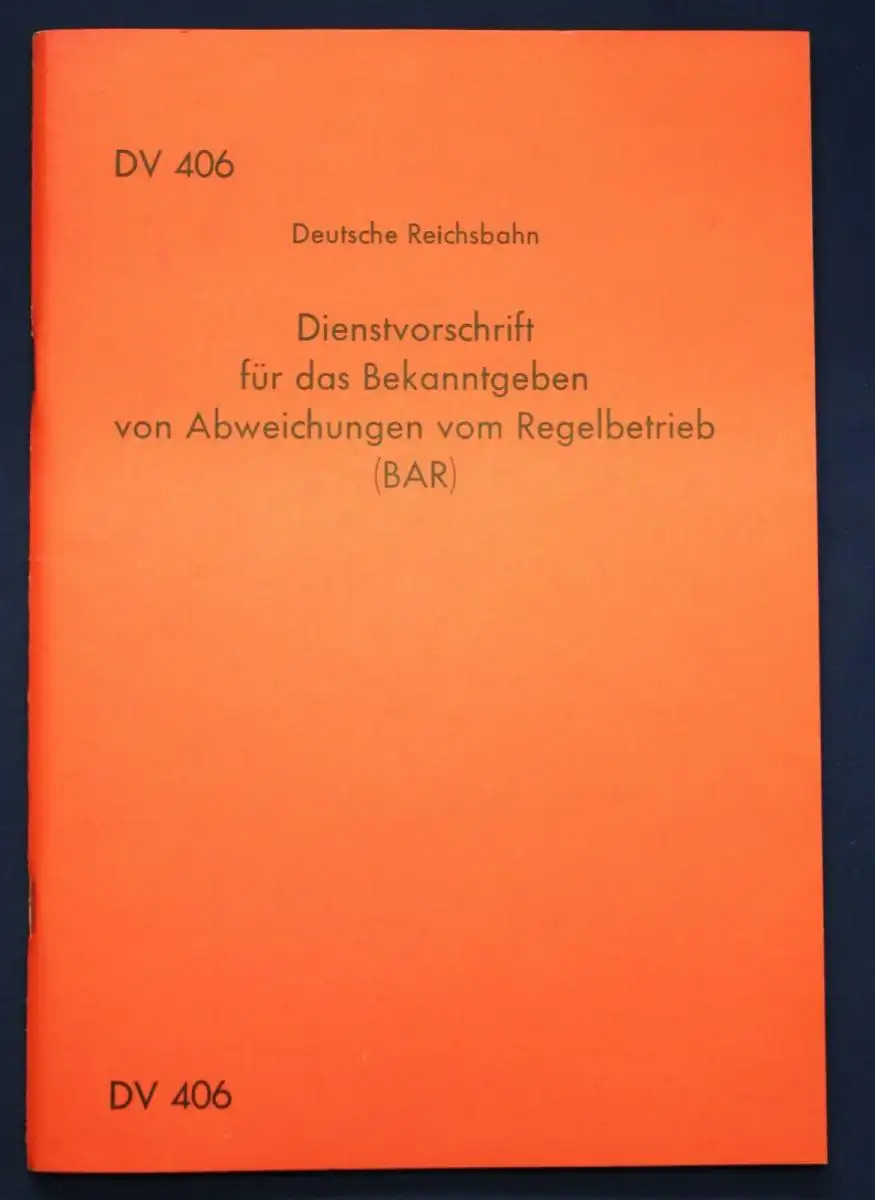 DV 406
Deutsche Reichsbahn
Dienstvorschrift
für das Bekanntgeben
von Abweichungen vom Regelbetrieb
(BAR)
DV 406